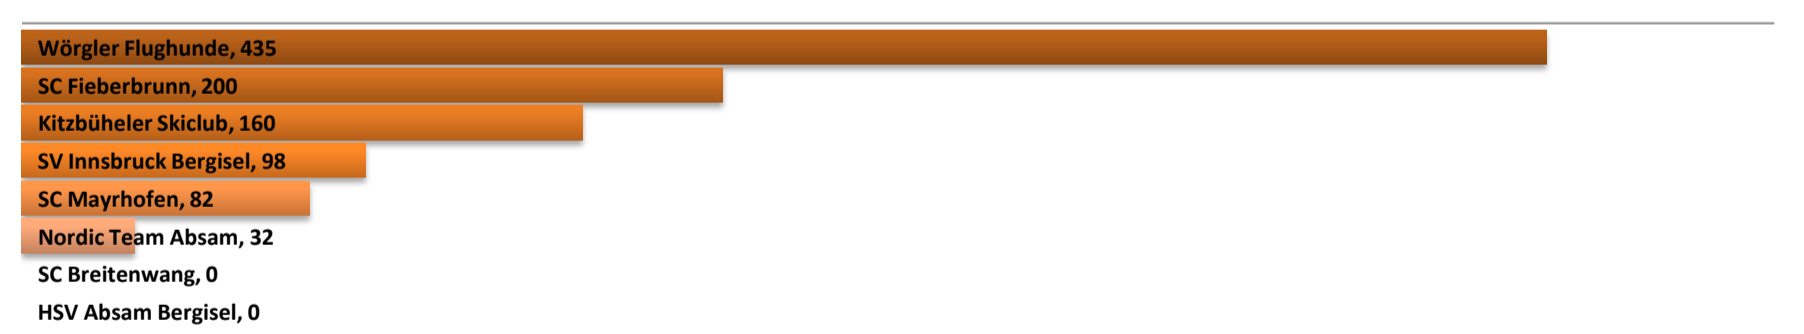 Wörgler Flughunde, 435
SC Fieberbrunn, 200
Kitzbüheler Skiclub, 160
SV Innsbruck Bergisel, 98
SC Mayrhofen, 82
Nordic Team Absam, 32
SC Breitenwang, 0
HSV Absam Bergisel, 0